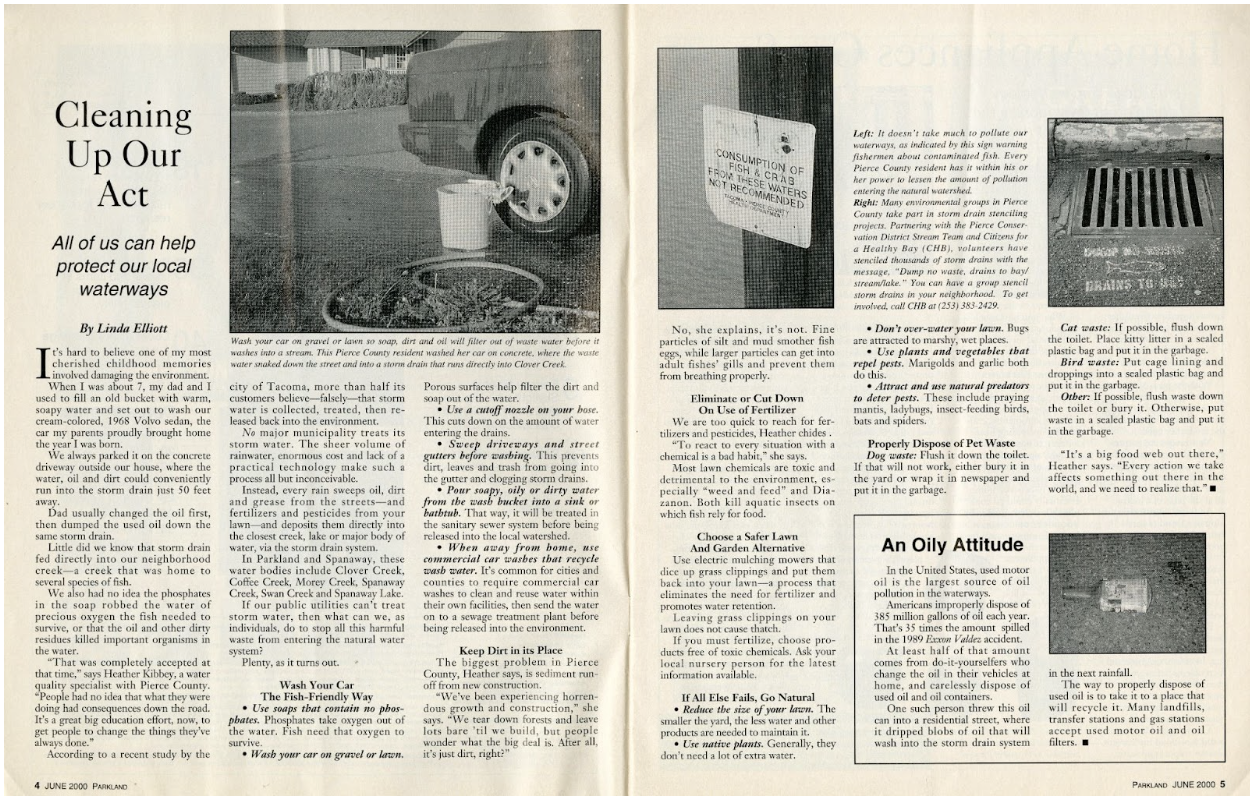 Cleaning
Up Our
Act
All of us can help
protect our local
waterways
By Linda Elliott
It's hard to believe one of my most
cherished childhood memories
involved damaging the environment.
When I was about 7, my dad and I
used to fill an old bucket with warm,
soapy water and set out to wash our
cream-colored, 1968 Volvo sedan, the
car my parents proudly brought home
the year I was born.
We always parked it on the concrete
driveway outside our house, where the
water, oil and dirt could conveniently
run into the storm drain just 50 feet
away.
Dad usually changed the oil first,
then dumped the used oil down the
same storm drain.
Little did we know that storm drain
fed directly into our neighborhood
creek—a creek that was home to
several species of fish.
We also had no idea the phosphates
in the soap robbed the water of
precious oxygen the fish needed to
survive, or that the oil and other dirty
residues killed important organisms in
the water.
"That was completely accepted at
that time," says Heather Kibbey, a water
quality specialist with Pierce County.
"People had no idea that what they were
doing had consequences down the road.
It's a great big education effort, now, to
get people to change the things they've
always done."
According to a recent study by the
Wash your car on gravel or lawn so soap, dirt and oil will filter out of waste water before it
washes into a stream. This Pierce County resident washed her car on concrete, where the waste
water snaked down the street and into a storm drain that runs directly into Clover Creek.
city of Tacoma, more than half its
customers believe—falsely—that storm
water is collected, treated, then re-
leased back into the environment.
No major municipality treats its
storm water. The sheer volume of
rainwater, enormous cost and lack of a
practical technology make such a
process all but inconceivable.
Instead, every rain sweeps oil, dirt
and grease from the streets—and
fertilizers and pesticides from your
lawn—and deposits them directly into
the closest creek, lake or major body of
water, via the storm drain system.
In Parkland and Spanaway, these
water bodies include Clover Creek,
Coffee Creek, Morey Creek, Spanaway
Creek, Swan Creek and Spanaway Lake.
If our public utilities can't treat
storm water, then what can we, as
individuals, do to stop all this harmful
waste from entering the natural water
system?
Plenty, as it turns out.
Wash Your Car
The Fish-Friendly Way
• Use soaps that contain no phos-
phates. Phosphates take oxygen out of
the water. Fish need that oxygen to
survive.
• Wash your car on gravel or lawn.
Porous surfaces help filter the dirt and
soap out of the water.
• Use a cutoff nozzle on your hose.
This cuts down on the amount of water
entering the drains.
• Sweep driveways and street
gutters before washing. This prevents
dirt, leaves and trash from going into
the gutter and clogging storm drains.
• Pour soapy, oily or dirty water
from the wash bucket into a sink or
bathtub. That way, it will be treated in
the sanitary sewer system before being
released into the local watershed.
• When away from home, use
commercial car washes that recycle
wash water. It's common for cities and
counties to require commercial car
washes to clean and reuse water within
their own facilities, then send the water
on to a sewage treatment plant before
being released into the environment.
Keep Dirt in its Place
The biggest problem in Pierce
County, Heather says, is sediment run-
off from new construction.
"We've been experiencing horren-
dous growth and construction," she
says. "We tear down forests and leave
lots bare 'til we build, but people
wonder what the big deal is. After all,
it's just dirt, right?"
4 JUNE 2000 PARKLAND
CONSUMPTION OF
FISH & CRAB
FROM THESE WATERS
NOT RECOMMENDED
TACOMA-PIERCE COUNTY
HEALTH DEPARTMENT
No, she explains, it's not. Fine
particles of silt and mud smother fish
eggs, while larger particles can get into
adult fishes' gills and prevent them
from breathing properly.
Eliminate or Cut Down
On Use of Fertilizer
We are too quick to reach for fer-
tilizers and pesticides, Heather chides .
"To react to every situation with a
chemical is a bad habit," she says.
Most lawn chemicals are toxic and
detrimental to the environment, es-
pecially "weed and feed" and Dia-
zanon. Both kill aquatic insects on
which fish rely for food.
Choose a Safer Lawn
And Garden Alternative
Use electric mulching mowers that
dice up grass clippings and put them
back into your lawn—a process that
eliminates the need for fertilizer and
promotes water retention.
Leaving grass clippings on your
lawn does not cause thatch.
If you must fertilize, choose pro-
ducts free of toxic chemicals. Ask your
local nursery person for the latest
information available.
If All Else Fails, Go Natural
• Reduce the size of your lawn. The
smaller the yard, the less water and other
products are needed to maintain it.
• Use native plants. Generally, they
don't need a lot of extra water.
Left: It doesn't take much to pollute our
waterways, as indicated by this sign warning
fishermen about contaminated fish. Every
Pierce County resident has it within his or
her power to lessen the amount of pollution
entering the natural watershed.
Right: Many environmental groups in Pierce
County take part in storm drain stenciling
projects. Partnering with the Pierce Conser-
vation District Stream Team and Citizens for
a Healthy Bay (CHB), volunteers have
stenciled thousands of storm drains with the
message, "Dump no waste, drains to bay/
stream/lake." You can have a group stencil
storm drains in your neighborhood. To get
involved, call CHB at (253) 383-2429.
DUMP NO WASTE
DRAINS TO BAY
• Don't over-water your lawn. Bugs
are attracted to marshy, wet places.
• Use plants and vegetables that
repel pests. Marigolds and garlic both
do this.
• Attract and use natural predators
to deter pests. These include praying
mantis, ladybugs, insect-feeding birds,
bats and spiders.
Properly Dispose of Pet Waste
Dog waste: Flush it down the toilet.
If that will not work, either bury it in
the yard or wrap it in newspaper and
put it in the garbage.
Cat waste: If possible, flush down
the toilet. Place kitty litter in a sealed
plastic bag and put it in the garbage.
Bird waste: Put cage lining and
droppings into a sealed plastic bag and
put it in the garbage.
Other: If possible, flush waste down
the toilet or bury it. Otherwise, put
waste in a sealed plastic bag and put it
in the garbage.
"It's a big food web out there,"
Heather says. "Every action we take
affects something out there in the
world, and we need to realize that." ■
An Oily Attitude
In the United States, used motor
oil is the largest source of oil
pollution in the waterways.
Americans improperly dispose of
385 million gallons of oil each year.
That's 35 times the amount spilled
in the 1989 Exxon Valdez accident.
At least half of that amount
comes from do-it-yourselfers who
change the oil in their vehicles at
home, and carelessly dispose of
used oil and oil containers.
One such person threw this oil
can into a residential street, where
it dripped blobs of oil that will
wash into the storm drain system
in the next rainfall.
The way to properly dispose of
used oil is to take it to a place that
will recycle it. Many landfills,
transfer stations and gas stations
accept used motor oil and oil
filters. ■
PARKLAND JUNE 2000 5